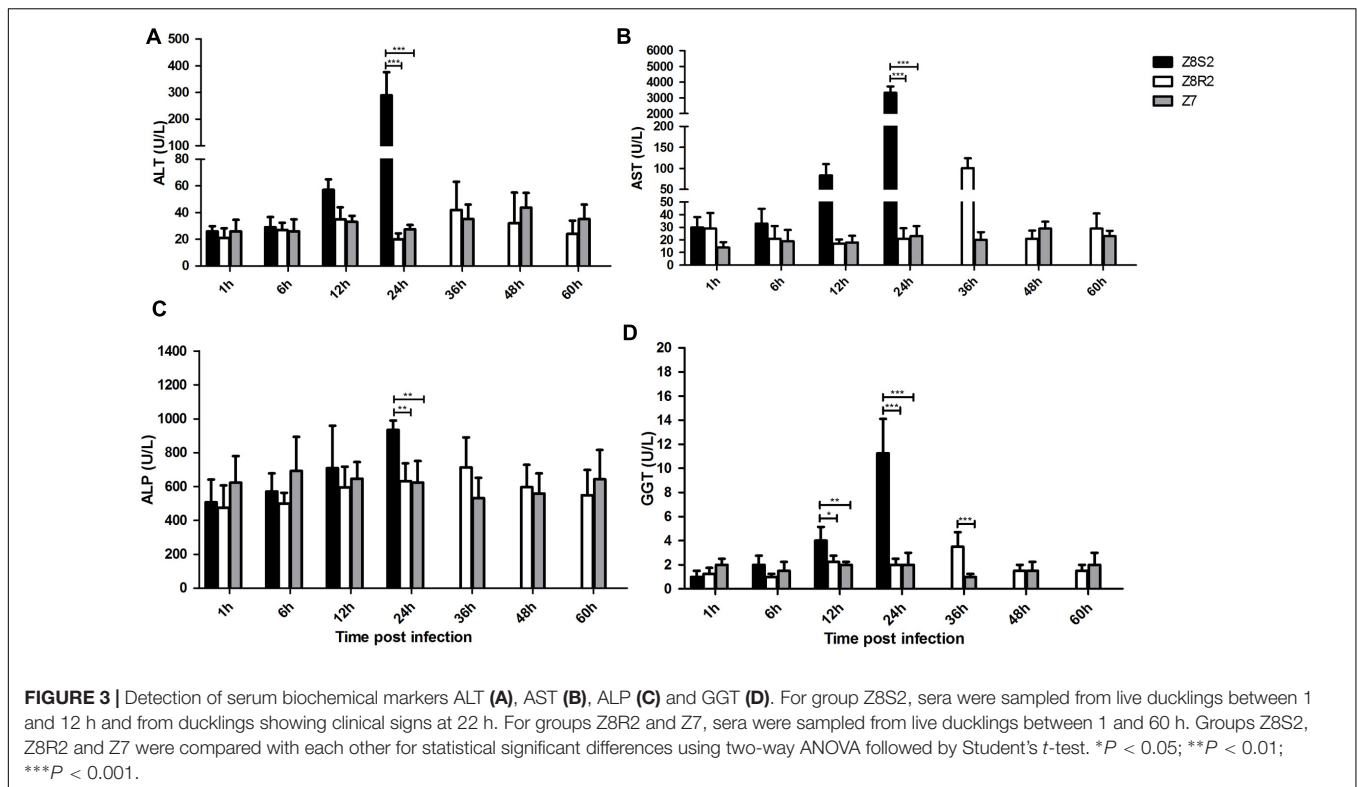 A
ALT (U/L)
500
400
300
200
100
80
60
40
20
0
***
***
1h
6h
12h
24h
36h
48h
60h
B
AST (U/L)
6000
5000
4000
3000
2000
200
150
100
50
50
40
30
20
10
0
***
***
1h
6h
12h
24h
36h
48h
60h
Z8S2
Z8R2
Z7
C
ALP (U/L)
1400
1200
1000
800
600
400
200
0
**
**
1h
6h
12h
24h
36h
48h
60h
Time post infection
D
GGT (U/L)
20
18
16
14
12
10
8
6
4
2
0
**
*
***
***
***
1h
6h
12h
24h
36h
48h
60h
Time post infection
FIGURE 3 | Detection of serum biochemical markers ALT (A), AST (B), ALP (C) and GGT (D). For group Z8S2, sera were sampled from live ducklings between 1
and 12 h and from ducklings showing clinical signs at 22 h. For groups Z8R2 and Z7, sera were sampled from live ducklings between 1 and 60 h. Groups Z8S2,
Z8R2 and Z7 were compared with each other for statistical significant differences using two-way ANOVA followed by Student's t-test. *P < 0.05; **P < 0.01;
***P < 0.001.